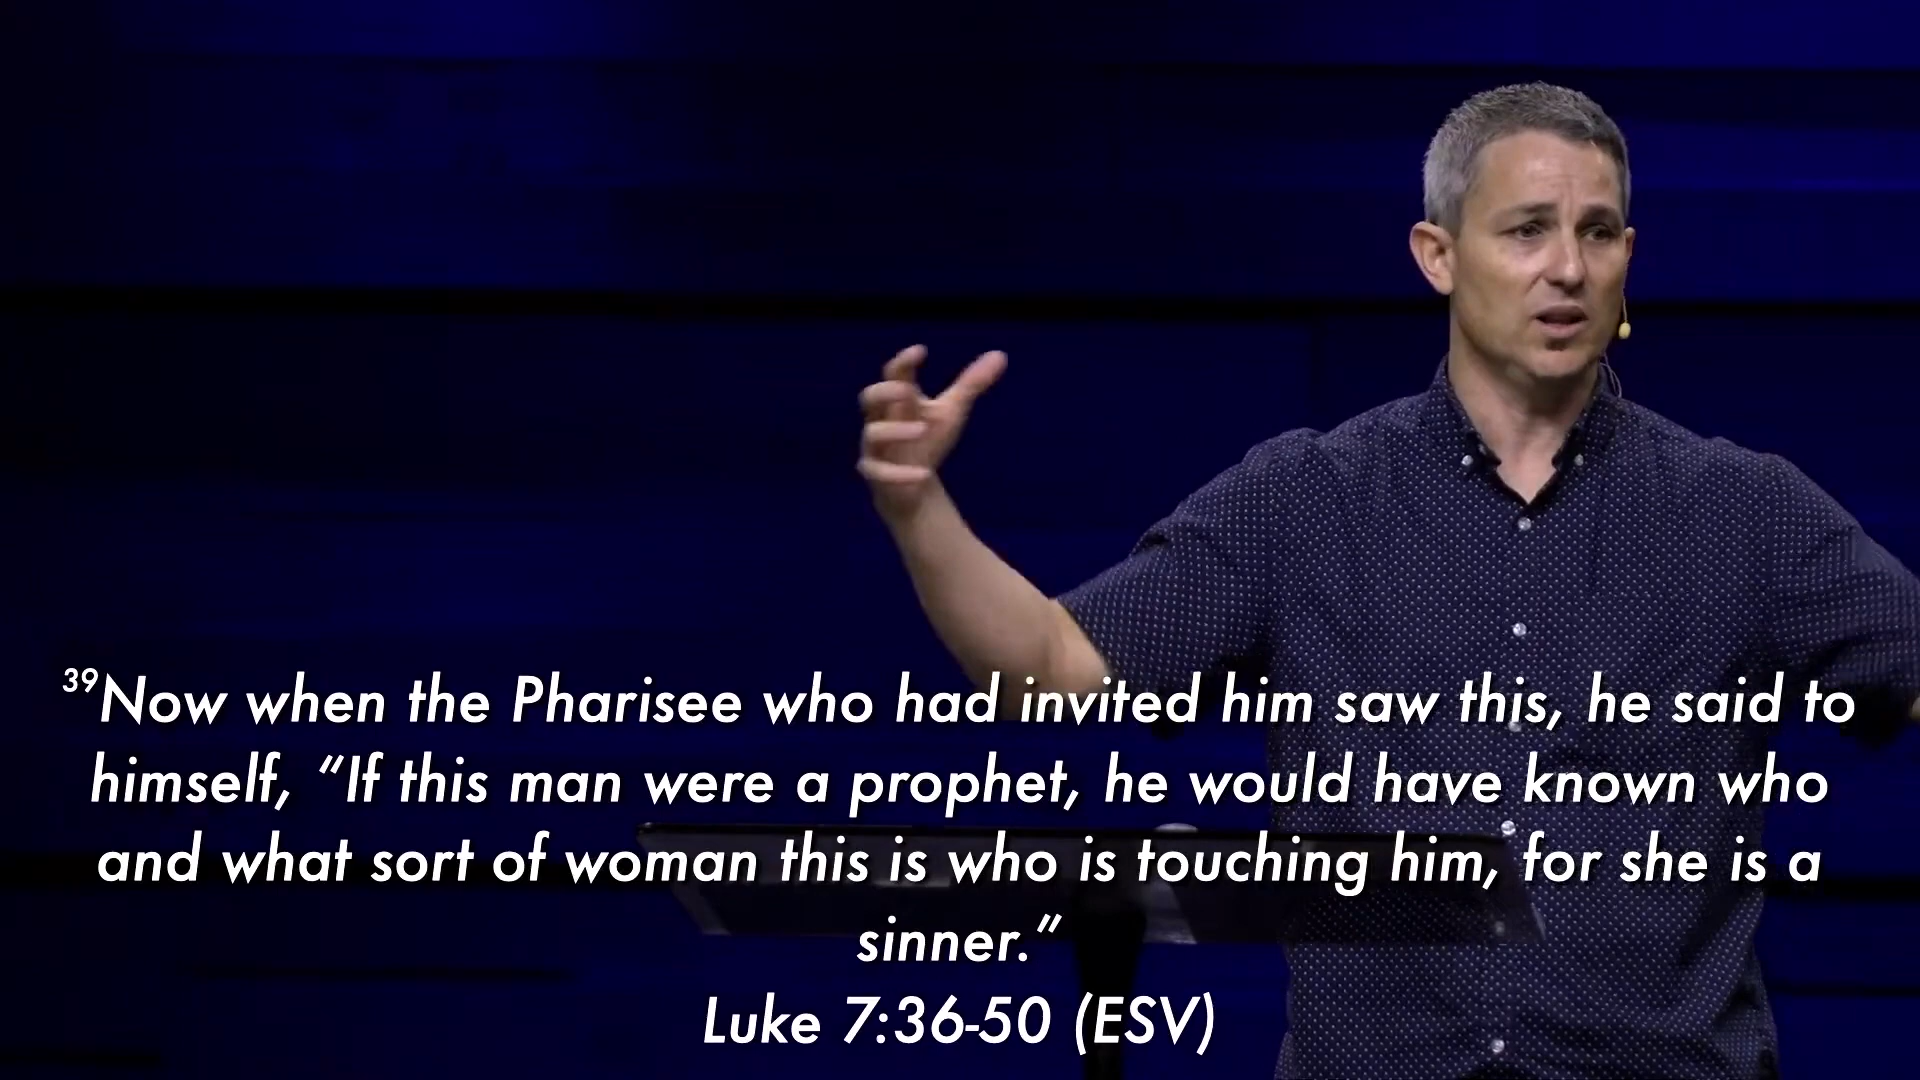 ³⁹Now when the Pharisee who had invited him saw this, he said to
himself, “If this man were a prophet, he would have known who
and what sort of woman this is who is touching him, for she is a
sinner.”
Luke 7:36-50 (ESV)